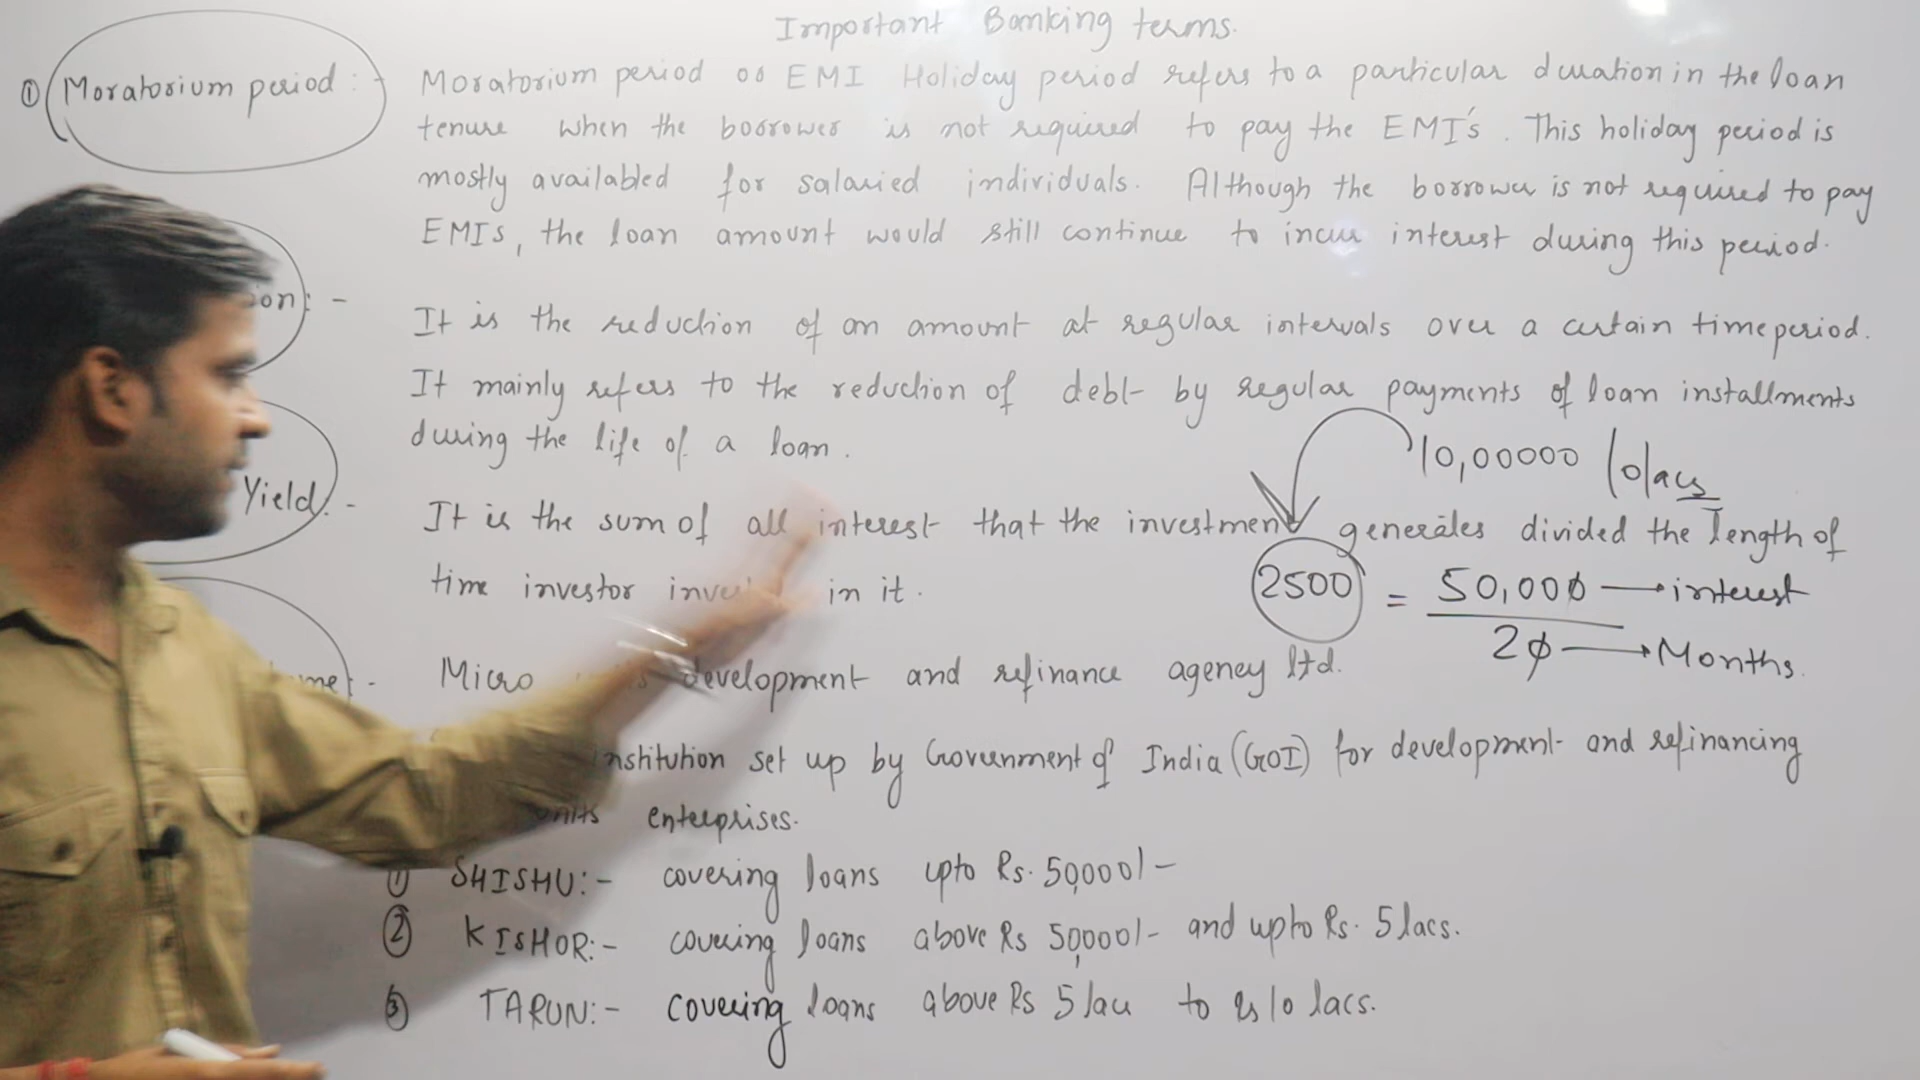 Important Banking terms.
① Moratorium period :- Moratorium period or EMI Holiday period refers to a particular duration in the loan
tenure when the borrower is not required to pay the EMI's. This holiday period is
mostly availabled for salaried individuals. Although the borrower is not required to pay
EMIs, the loan amount would still continue to incur interest during this period.
ion: - It is the reduction of an amount at regular intervals over a certain time period.
It mainly refers to the reduction of debt by regular payments of loan installments
during the life of a loan.
10,00000 10lacs
Yield. - It is the sum of all interest that the investment generates divided the length of
time investor in it.
2500 = 50,000 → interest
20 → Months.
me: - Micro development and refinance agency ltd.
institution set up by Government of India (GOI) for development and refinancing
units enterprises.
① SHISHU:- covering loans upto Rs. 50,000/-
② KISHOR:- covering loans above Rs 50,000/- and upto Rs. 5 lacs.
③ TARUN:- covering loans above Rs 5 lac to Rs 10 lacs.